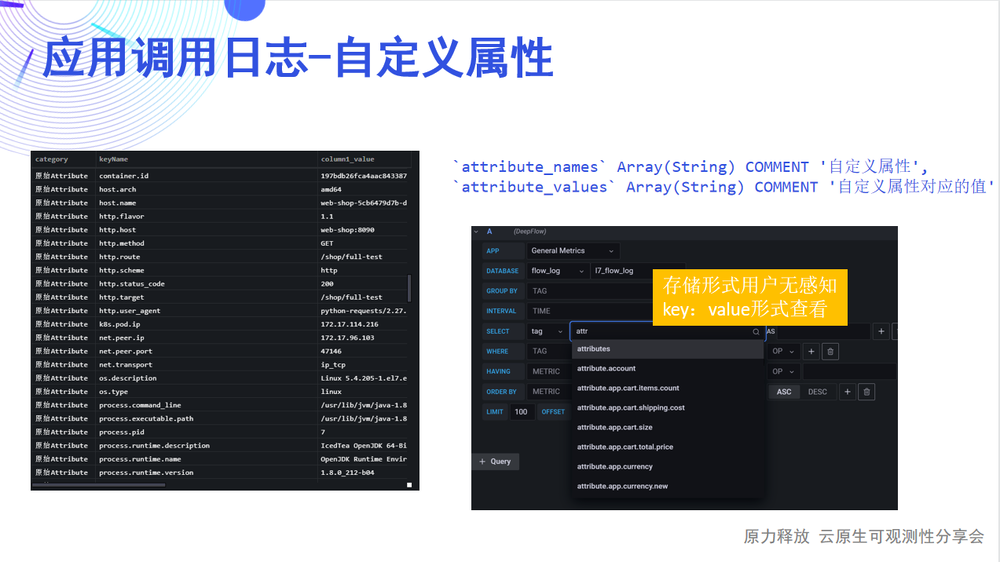 应用调用日志-自定义属性
category keyName column1_value
原始Attribute container.id 197bdb26fca4aac843387
原始Attribute host.arch amd64
原始Attribute host.name web-shop-5cb6479d7b-d
原始Attribute http.flavor 1.1
原始Attribute http.host web-shop:8090
原始Attribute http.method GET
原始Attribute http.route /shop/full-test
原始Attribute http.scheme http
原始Attribute http.status_code 200
原始Attribute http.target /shop/full-test
原始Attribute http.user_agent python-requests/2.27.
原始Attribute k8s.pod.ip 172.17.114.216
原始Attribute net.peer.ip 172.17.96.103
原始Attribute net.peer.port 47146
原始Attribute net.transport ip_tcp
原始Attribute os.description Linux 5.4.205-1.el7.e
原始Attribute os.type linux
原始Attribute process.command_line /usr/lib/jvm/java-1.8
原始Attribute process.executable.path /usr/lib/jvm/java-1.8
原始Attribute process.pid 7
原始Attribute process.runtime.description IcedTea OpenJDK 64-Bi
原始Attribute process.runtime.name OpenJDK Runtime Envir
原始Attribute process.runtime.version 1.8.0_212-b04
`attribute_names` Array(String) COMMENT '自定义属性',
`attribute_values` Array(String) COMMENT '自定义属性对应的值'
A (DeepFlow)
APP General Metrics
DATABASE flow_log l7_flow_log
GROUP BY TAG
INTERVAL TIME
SELECT tag attr AS +
WHERE TAG OP +
HAVING METRIC OP
ORDER BY METRIC ASC DESC +
LIMIT 100 OFFSET
+ Query
存储形式用户无感知
key：value形式查看
attributes
attribute.account
attribute.app.cart.items.count
attribute.app.cart.shipping.cost
attribute.app.cart.size
attribute.app.cart.total.price
attribute.app.currency
attribute.app.currency.new
原力释放 云原生可观测性分享会